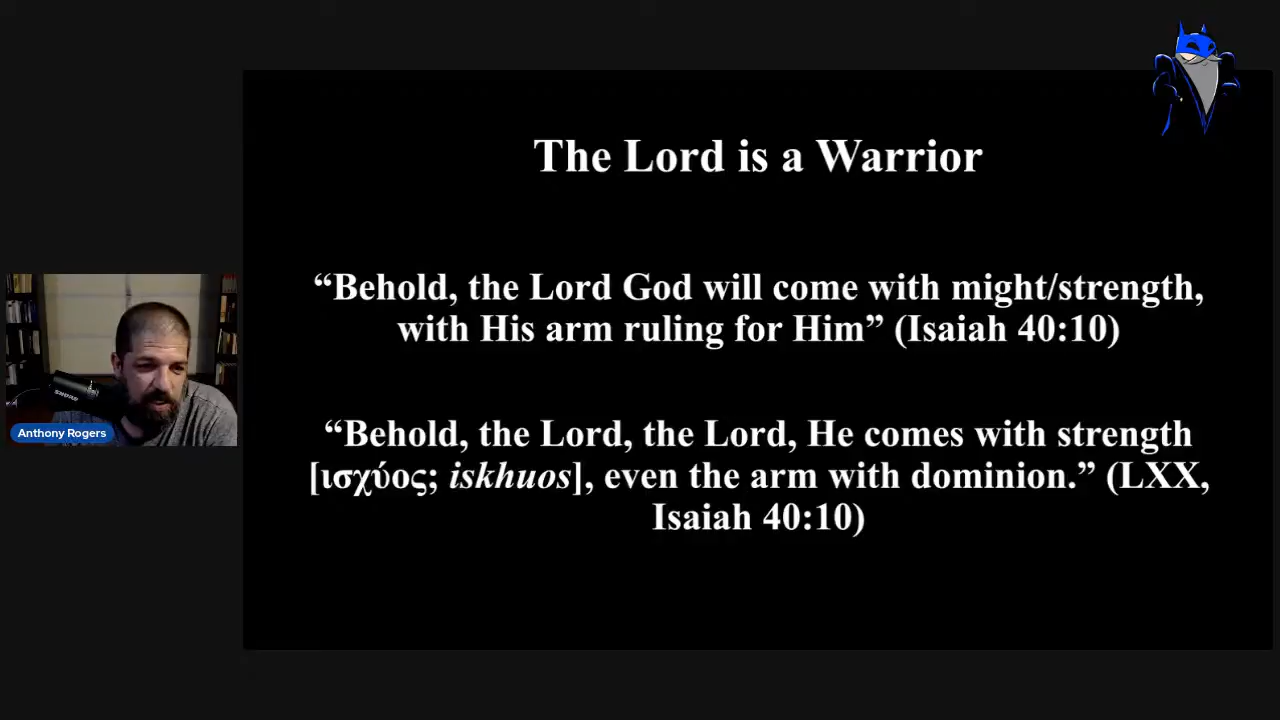 The Lord is a Warrior
“Behold, the Lord God will come with might/strength,
with His arm ruling for Him” (Isaiah 40:10)
“Behold, the Lord, the Lord, He comes with strength
[ισχύος; iskhuos], even the arm with dominion.” (LXX,
Isaiah 40:10)
SHURE
Anthony Rogers